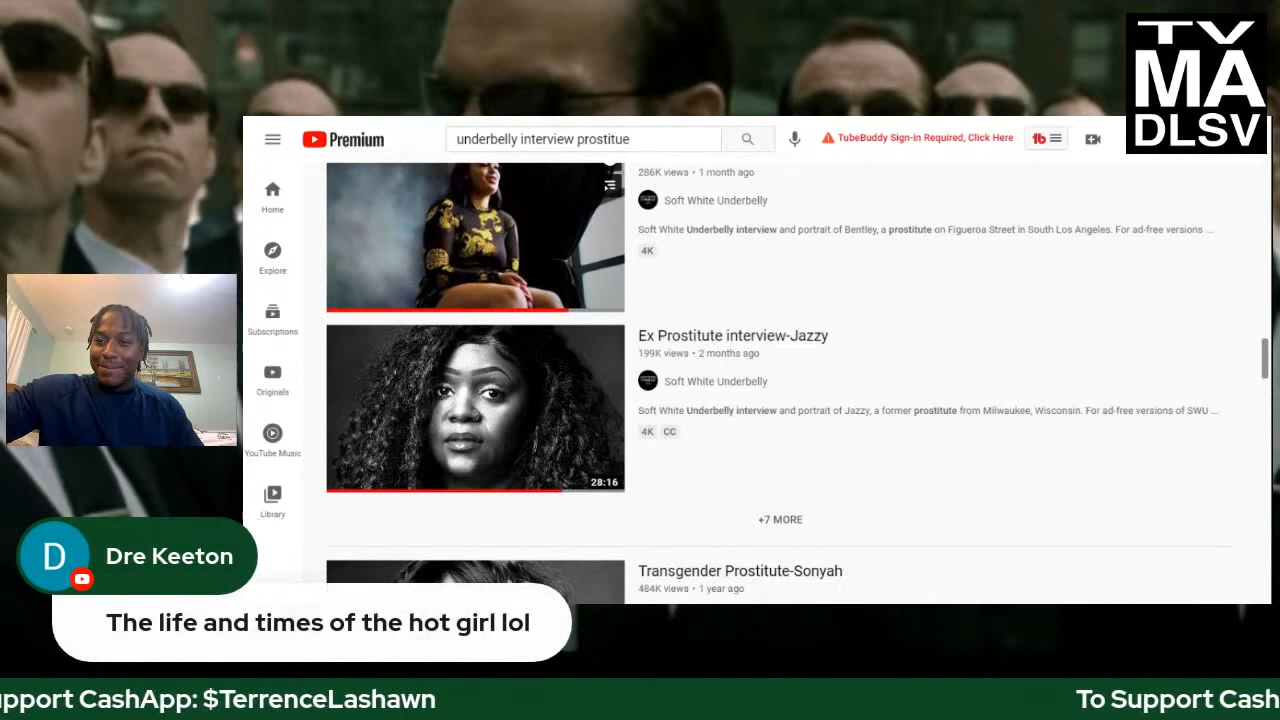 TV
MA
DLSV
Premium
underbelly interview prostitue
TubeBuddy Sign-in Required, Click Here
tb
286K views • 1 month ago
Soft White Underbelly
Soft White Underbelly interview and portrait of Bentley, a prostitute on Figueroa Street in South Los Angeles. For ad-free versions ...
4K
Home
Explore
Subscriptions
Originals
YouTube Music
Library
Ex Prostitute interview-Jazzy
199K views • 2 months ago
Soft White Underbelly
Soft White Underbelly interview and portrait of Jazzy, a former prostitute from Milwaukee, Wisconsin. For ad-free versions of SWU ...
4K CC
28:16
+7 MORE
Transgender Prostitute-Sonyah
484K views • 1 year ago
D
Dre Keeton
The life and times of the hot girl lol
upport CashApp: $TerrenceLashawn
To Support Cash